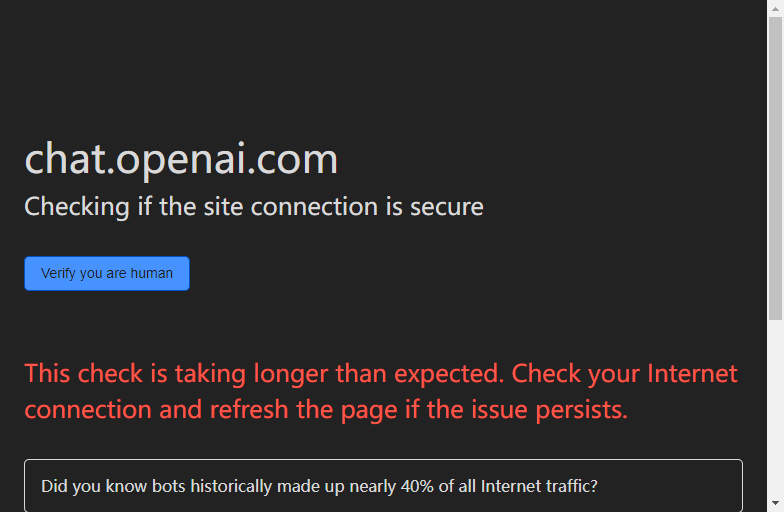 chat.openai.com
Checking if the site connection is secure
Verify you are human
This check is taking longer than expected. Check your Internet
connection and refresh the page if the issue persists.
Did you know bots historically made up nearly 40% of all Internet traffic?